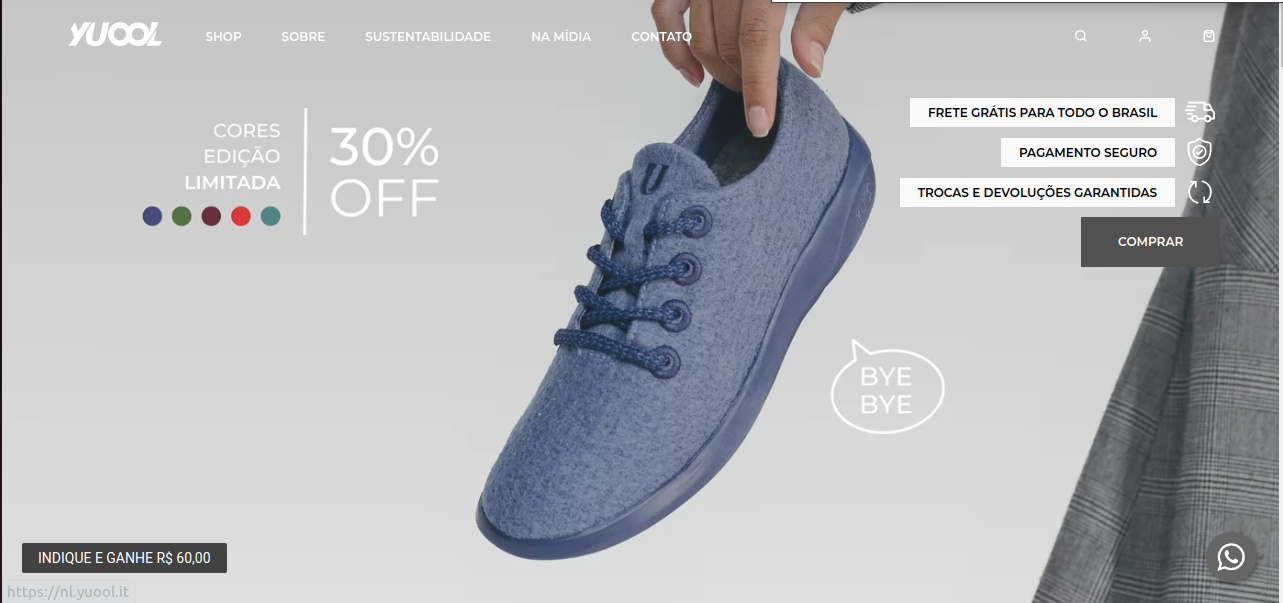 YUOOL
SHOP
SOBRE
SUSTENTABILIDADE
NA MÍDIA
CONTATO
CORES
EDIÇÃO
LIMITADA
30%
OFF
FRETE GRÁTIS PARA TODO O BRASIL
PAGAMENTO SEGURO
TROCAS E DEVOLUÇÕES GARANTIDAS
COMPRAR
U
BYE
BYE
INDIQUE E GANHE R$ 60,00
https://nl.yuool.it